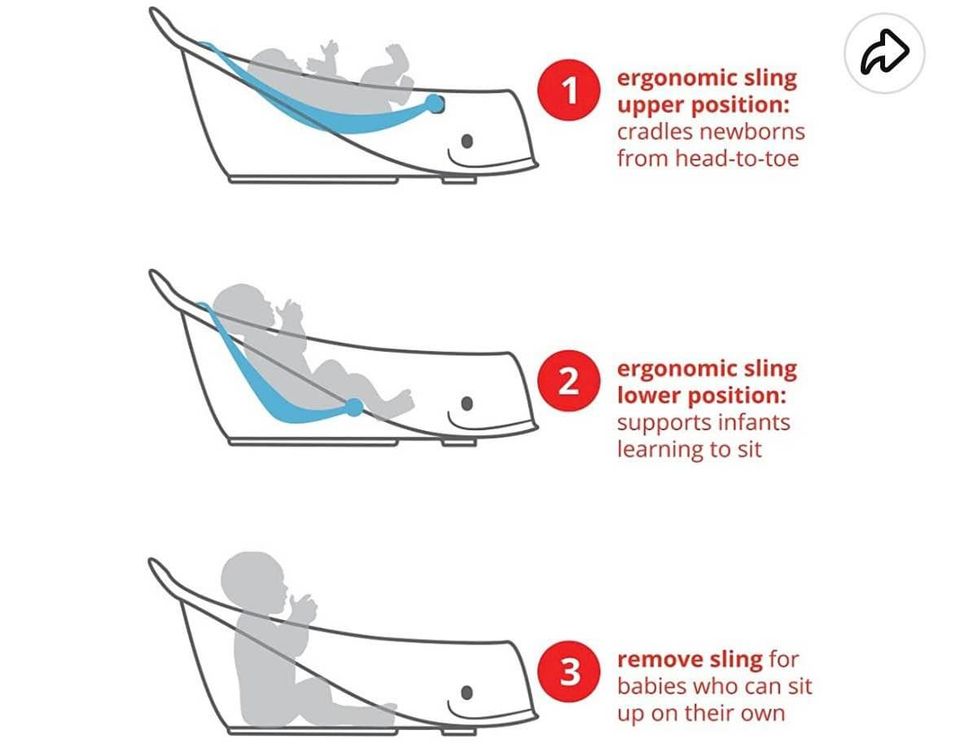 1
ergonomic sling
upper position:
cradles newborns
from head-to-toe
2
ergonomic sling
lower position:
supports infants
learning to sit
3
remove sling for
babies who can sit
up on their own